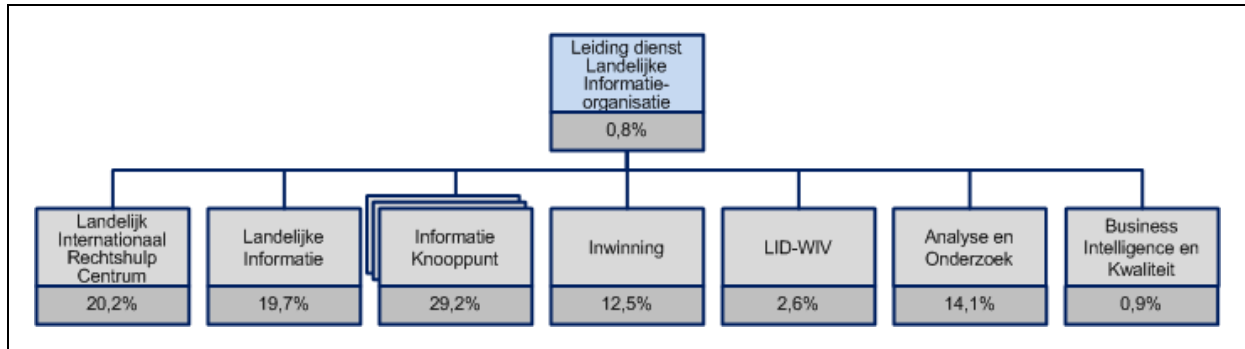 Leiding dienst
Landelijke
Informatie-
organisatie
0,8%
Landelijk
Internationaal
Rechtshulp
Centrum
20,2%
Landelijke
Informatie
19,7%
Informatie
Knooppunt
29,2%
Inwinning
12,5%
LID-WIV
2,6%
Analyse en
Onderzoek
14,1%
Business
Intelligence en
Kwaliteit
0,9%